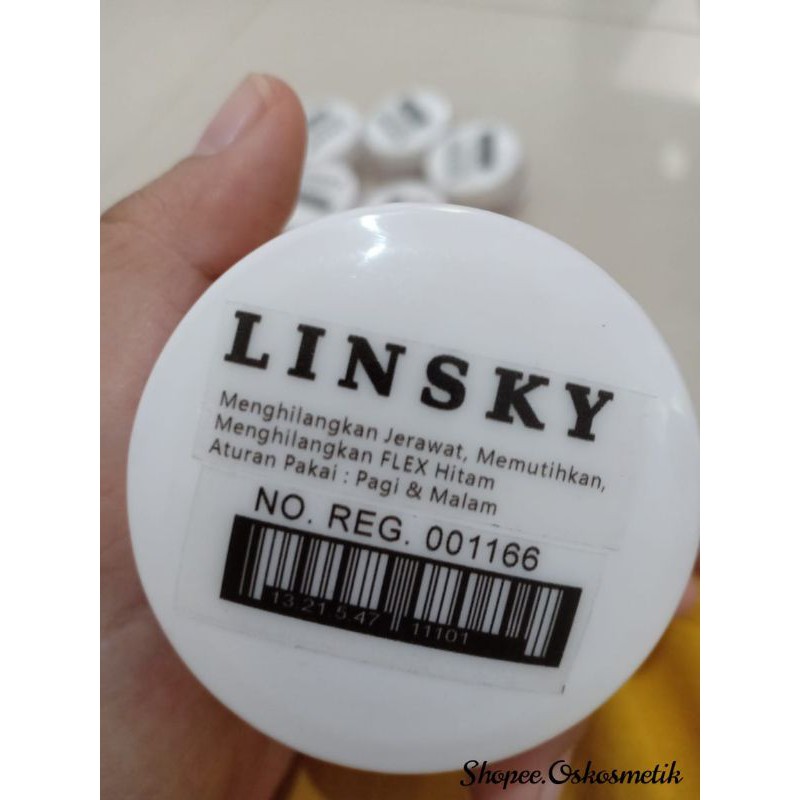 LINSKY
Menghilangkan Jerawat, Memutihkan,
Menghilangkan FLEX Hitam
Aturan Pakai : Pagi & Malam
NO. REG. 001166
13 21 5 47 11101
Shopee.Oskosmetik